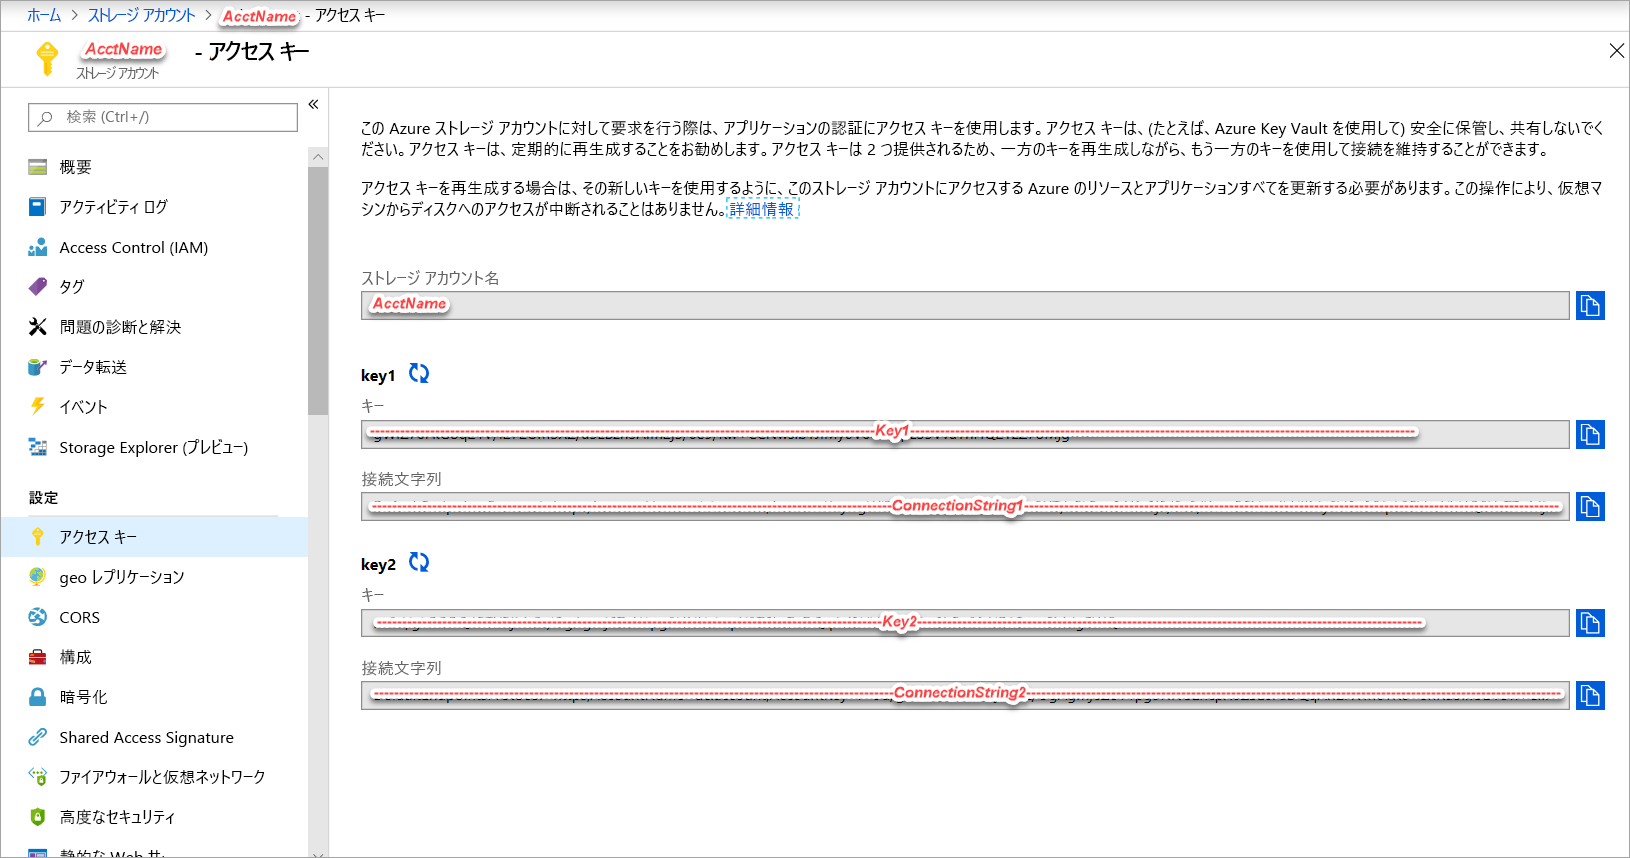 ホーム > ストレージ アカウント > AcctName - アクセス キー
AcctName - アクセス キー
ストレージ アカウント
検索 (Ctrl+/)
概要
アクティビティ ログ
Access Control (IAM)
タグ
問題の診断と解決
データ転送
イベント
Storage Explorer (プレビュー)
設定
アクセス キー
geo レプリケーション
CORS
構成
暗号化
Shared Access Signature
ファイアウォールと仮想ネットワーク
高度なセキュリティ
静的な Web サ
この Azure ストレージ アカウントに対して要求を行う際は、アプリケーションの認証にアクセス キーを使用します。アクセス キーは、(たとえば、Azure Key Vault を使用して) 安全に保管し、共有しないでく
ださい。アクセス キーは、定期的に再生成することをお勧めします。アクセス キーは 2 つ提供されるため、一方のキーを再生成しながら、もう一方のキーを使用して接続を維持することができます。
アクセス キーを再生成する場合は、その新しいキーを使用するように、このストレージ アカウントにアクセスする Azure のリソースとアプリケーションすべてを更新する必要があります。この操作により、仮想マ
シンからディスクへのアクセスが中断されることはありません。詳細情報
ストレージ アカウント名
AcctName
key1
キー
Key1
接続文字列
ConnectionString1
key2
キー
Key2
接続文字列
ConnectionString2